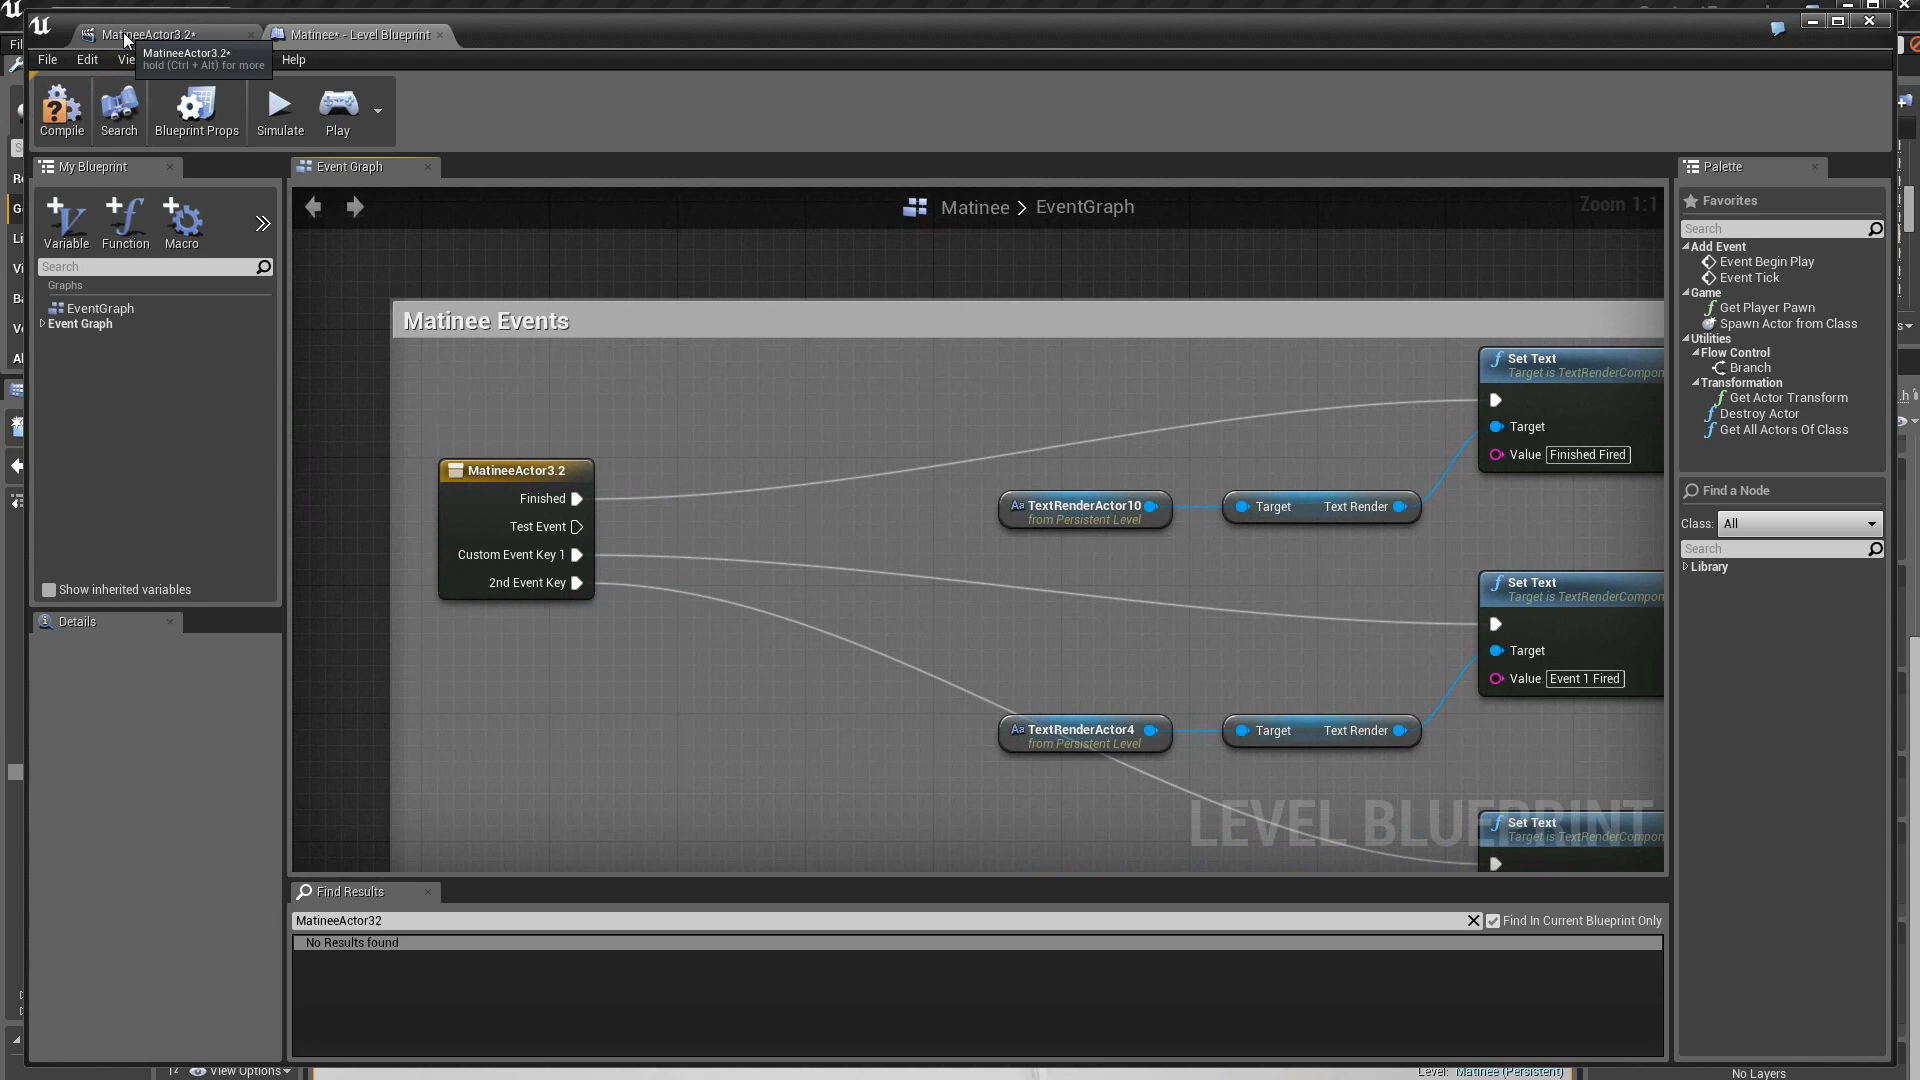 MatineeActor3.2*
Matinee* - Level Blueprint
MatineeActor3.2*
hold (Ctrl + Alt) for more
File
Edit
Help
Compile
Search
Blueprint Props
Simulate
Play
My Blueprint
Variable
Function
Macro
Search
Graphs
EventGraph
Event Graph
Show inherited variables
Details
Event Graph
Matinee > EventGraph
Zoom 1:1
Matinee Events
MatineeActor3.2
Finished
Test Event
Custom Event Key 1
2nd Event Key
TextRenderActor10
from Persistent Level
Target Text Render
Set Text
Target is TextRenderCompon
Target
Value Finished Fired
TextRenderActor4
from Persistent Level
Target Text Render
Set Text
Target is TextRenderCompon
Target
Value Event 1 Fired
Set Text
Target is TextRenderCompon
LEVEL BLUEPRINT
Find Results
MatineeActor32
Find In Current Blueprint Only
No Results found
Palette
Favorites
Search
Add Event
Event Begin Play
Event Tick
Game
Get Player Pawn
Spawn Actor from Class
Utilities
Flow Control
Branch
Transformation
Get Actor Transform
Destroy Actor
Get All Actors Of Class
Find a Node
Class: All
Search
Library
View Options
Level: Matinee (Persistent)
No Layers